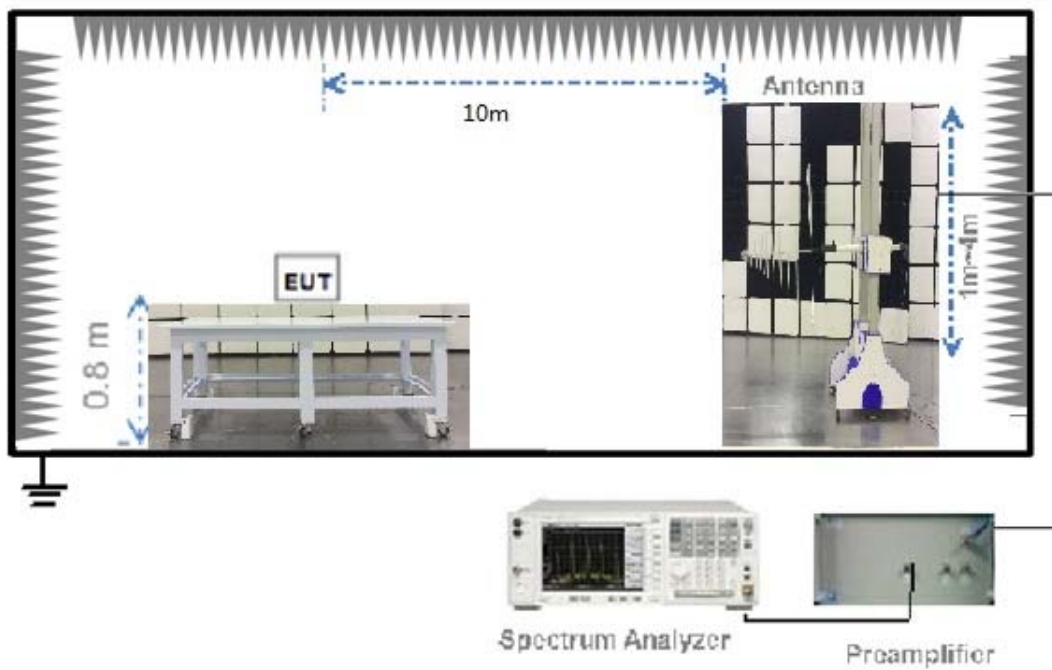 Antenna
10m
1m~4m
EUT
0.8 m
Spectrum Analyzer
Preamplifier